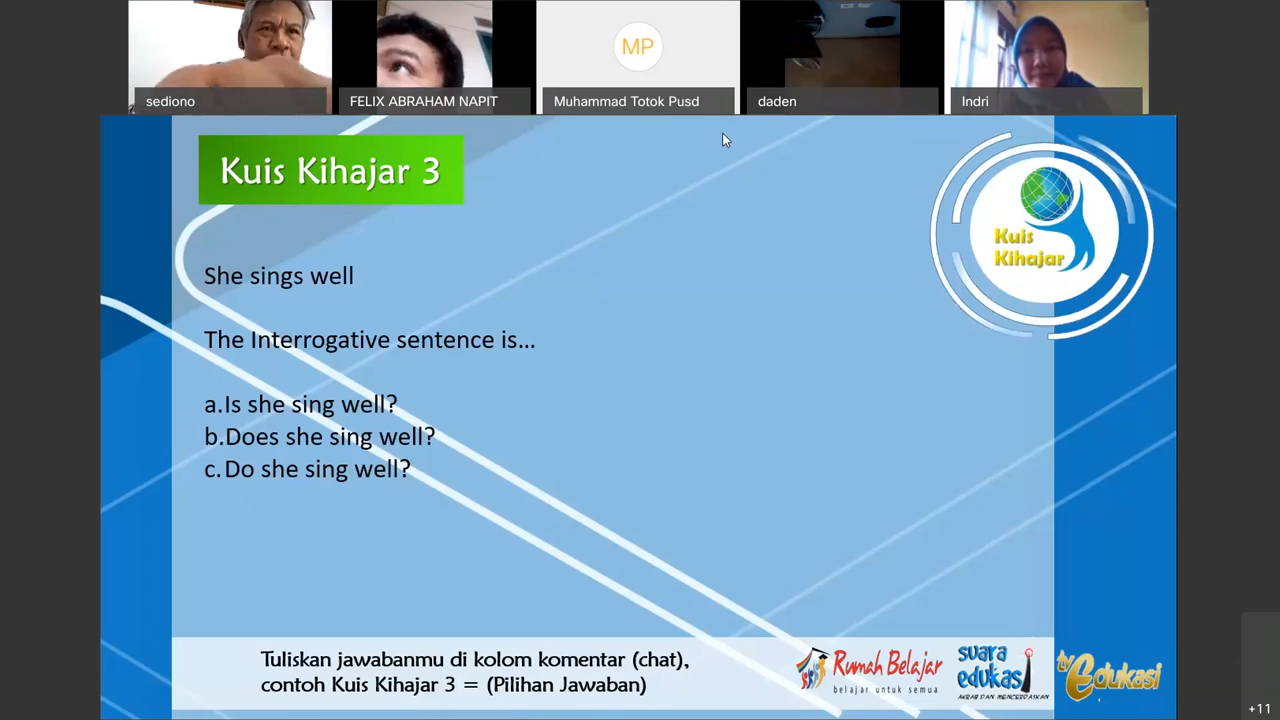 sediono
FELIX ABRAHAM NAPIT
MP
Muhammad Totok Pusd
daden
Indri
Kuis Kihajar 3
Kuis
Kihajar
She sings well
The Interrogative sentence is...
a.Is she sing well?
b.Does she sing well?
c.Do she sing well?
Tuliskan jawabanmu di kolom komentar (chat),
contoh Kuis Kihajar 3 = (Pilihan Jawaban)
Rumah Belajar
belajar untuk semua
suara
edukasi
AKRAB DAN MENCERDASKAN
tv edukasi
+11